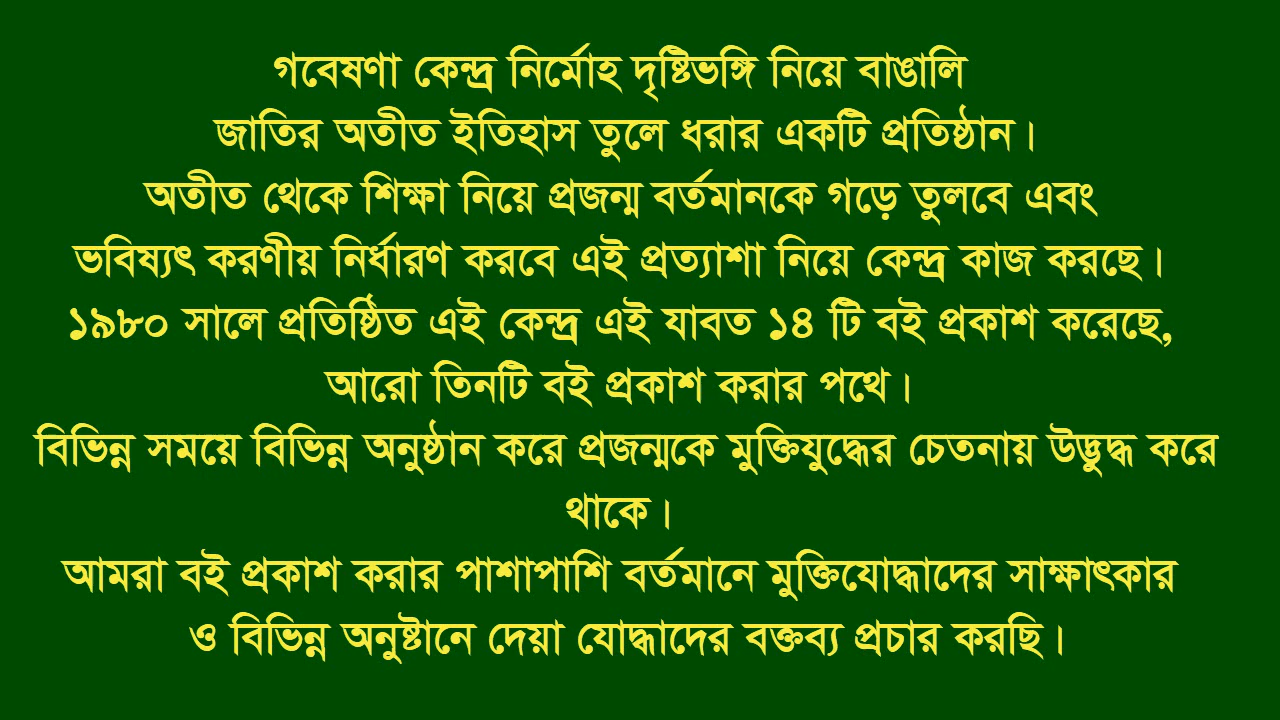 গবেষণা কেন্দ্র নির্মোহ দৃষ্টিভঙ্গি নিয়ে বাঙালি
জাতির অতীত ইতিহাস তুলে ধরার একটি প্রতিষ্ঠান।
অতীত থেকে শিক্ষা নিয়ে প্রজন্ম বর্তমানকে গড়ে তুলবে এবং
ভবিষ্যৎ করণীয় নির্ধারণ করবে এই প্রত্যাশা নিয়ে কেন্দ্র কাজ করছে।
১৯৮০ সালে প্রতিষ্ঠিত এই কেন্দ্র এই যাবত ১৪ টি বই প্রকাশ করেছে,
আরো তিনটি বই প্রকাশ করার পথে।
বিভিন্ন সময়ে বিভিন্ন অনুষ্ঠান করে প্রজন্মকে মুক্তিযুদ্ধের চেতনায় উদ্ভুদ্ধ করে
থাকে।
আমরা বই প্রকাশ করার পাশাপাশি বর্তমানে মুক্তিযোদ্ধাদের সাক্ষাৎকার
ও বিভিন্ন অনুষ্টানে দেয়া যোদ্ধাদের বক্তব্য প্রচার করছি।